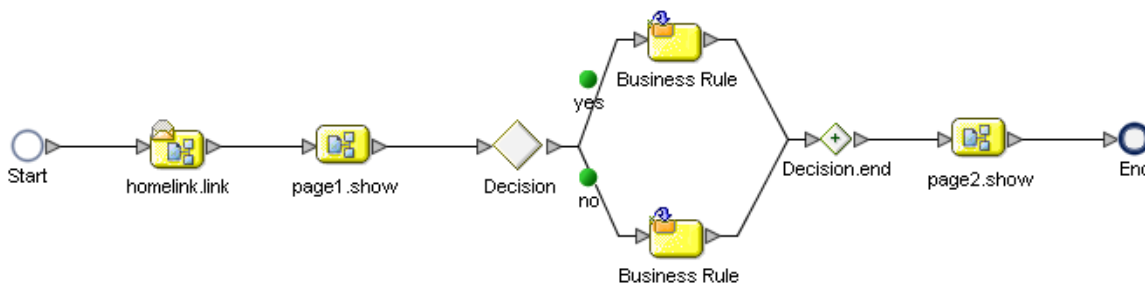 Start
homelink.link
page1.show
Decision
yes
no
Business Rule
Business Rule
Decision.end
page2.show
End